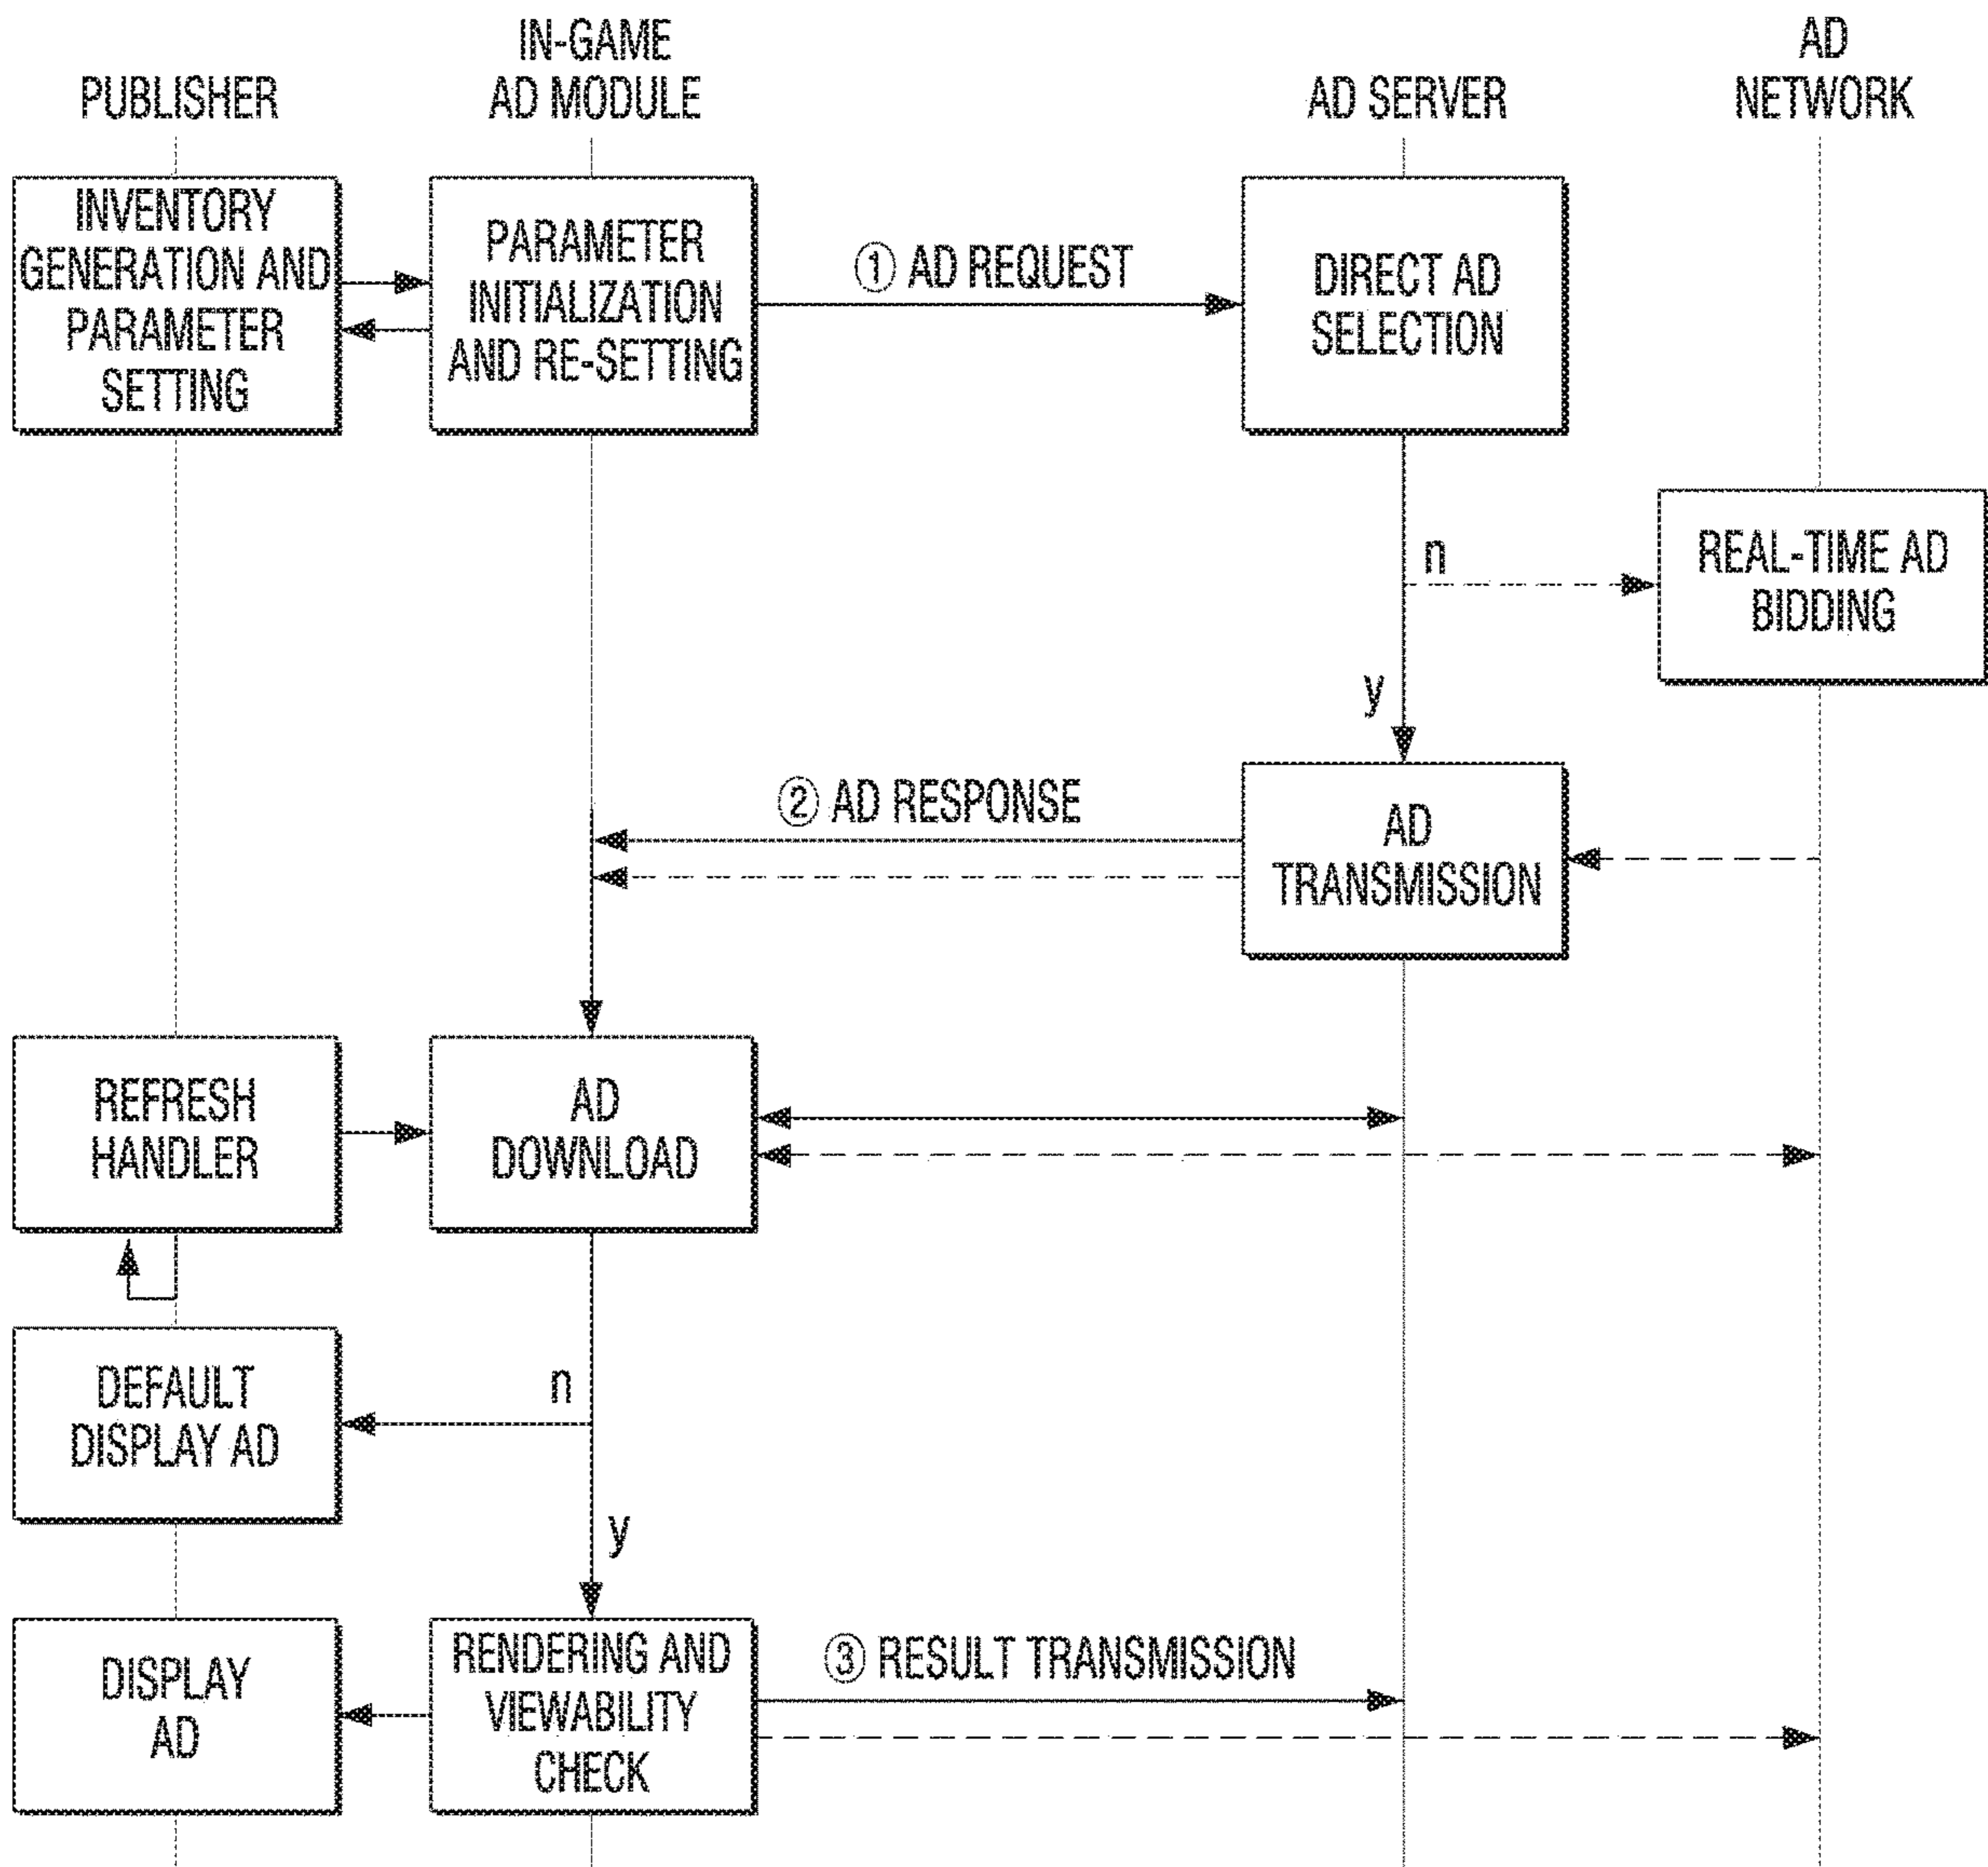 PUBLISHER
IN-GAME
AD MODULE
AD SERVER
AD
NETWORK
INVENTORY
GENERATION AND
PARAMETER
SETTING
PARAMETER
INITIALIZATION
AND RE-SETTING
① AD REQUEST
DIRECT AD
SELECTION
n
REAL-TIME AD
BIDDING
y
② AD RESPONSE
AD
TRANSMISSION
REFRESH
HANDLER
AD
DOWNLOAD
DEFAULT
DISPLAY AD
n
y
DISPLAY
AD
RENDERING AND
VIEWABILITY
CHECK
③ RESULT TRANSMISSION